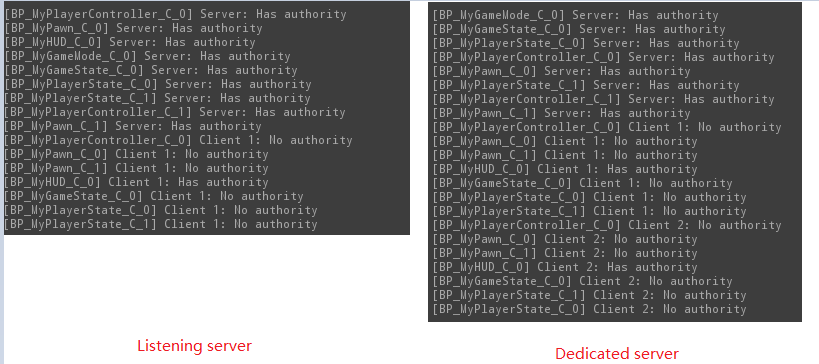 [BP_MyPlayerController_C_0] Server: Has authority
[BP_MyPawn_C_0] Server: Has authority
[BP_MyHUD_C_0] Server: Has authority
[BP_MyGameMode_C_0] Server: Has authority
[BP_MyGameState_C_0] Server: Has authority
[BP_MyPlayerState_C_0] Server: Has authority
[BP_MyPlayerState_C_1] Server: Has authority
[BP_MyPlayerController_C_1] Server: Has authority
[BP_MyPawn_C_1] Server: Has authority
[BP_MyPlayerController_C_0] Client 1: No authority
[BP_MyPawn_C_0] Client 1: No authority
[BP_MyPawn_C_1] Client 1: No authority
[BP_MyHUD_C_0] Client 1: Has authority
[BP_MyGameState_C_0] Client 1: No authority
[BP_MyPlayerState_C_0] Client 1: No authority
[BP_MyPlayerState_C_1] Client 1: No authority
Listening server
[BP_MyGameMode_C_0] Server: Has authority
[BP_MyGameState_C_0] Server: Has authority
[BP_MyPlayerState_C_0] Server: Has authority
[BP_MyPlayerController_C_0] Server: Has authority
[BP_MyPawn_C_0] Server: Has authority
[BP_MyPlayerState_C_1] Server: Has authority
[BP_MyPlayerController_C_1] Server: Has authority
[BP_MyPawn_C_1] Server: Has authority
[BP_MyPlayerController_C_0] Client 1: No authority
[BP_MyPawn_C_0] Client 1: No authority
[BP_MyPawn_C_1] Client 1: No authority
[BP_MyHUD_C_0] Client 1: Has authority
[BP_MyGameState_C_0] Client 1: No authority
[BP_MyPlayerState_C_0] Client 1: No authority
[BP_MyPlayerState_C_1] Client 1: No authority
[BP_MyPlayerController_C_0] Client 2: No authority
[BP_MyPawn_C_0] Client 2: No authority
[BP_MyPawn_C_1] Client 2: No authority
[BP_MyHUD_C_0] Client 2: Has authority
[BP_MyGameState_C_0] Client 2: No authority
[BP_MyPlayerState_C_1] Client 2: No authority
[BP_MyPlayerState_C_0] Client 2: No authority
Dedicated server